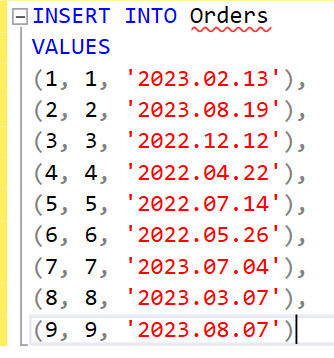 INSERT INTO Orders
VALUES
(1, 1, '2023.02.13'),
(2, 2, '2023.08.19'),
(3, 3, '2022.12.12'),
(4, 4, '2022.04.22'),
(5, 5, '2022.07.14'),
(6, 6, '2022.05.26'),
(7, 7, '2023.07.04'),
(8, 8, '2023.03.07'),
(9, 9, '2023.08.07')